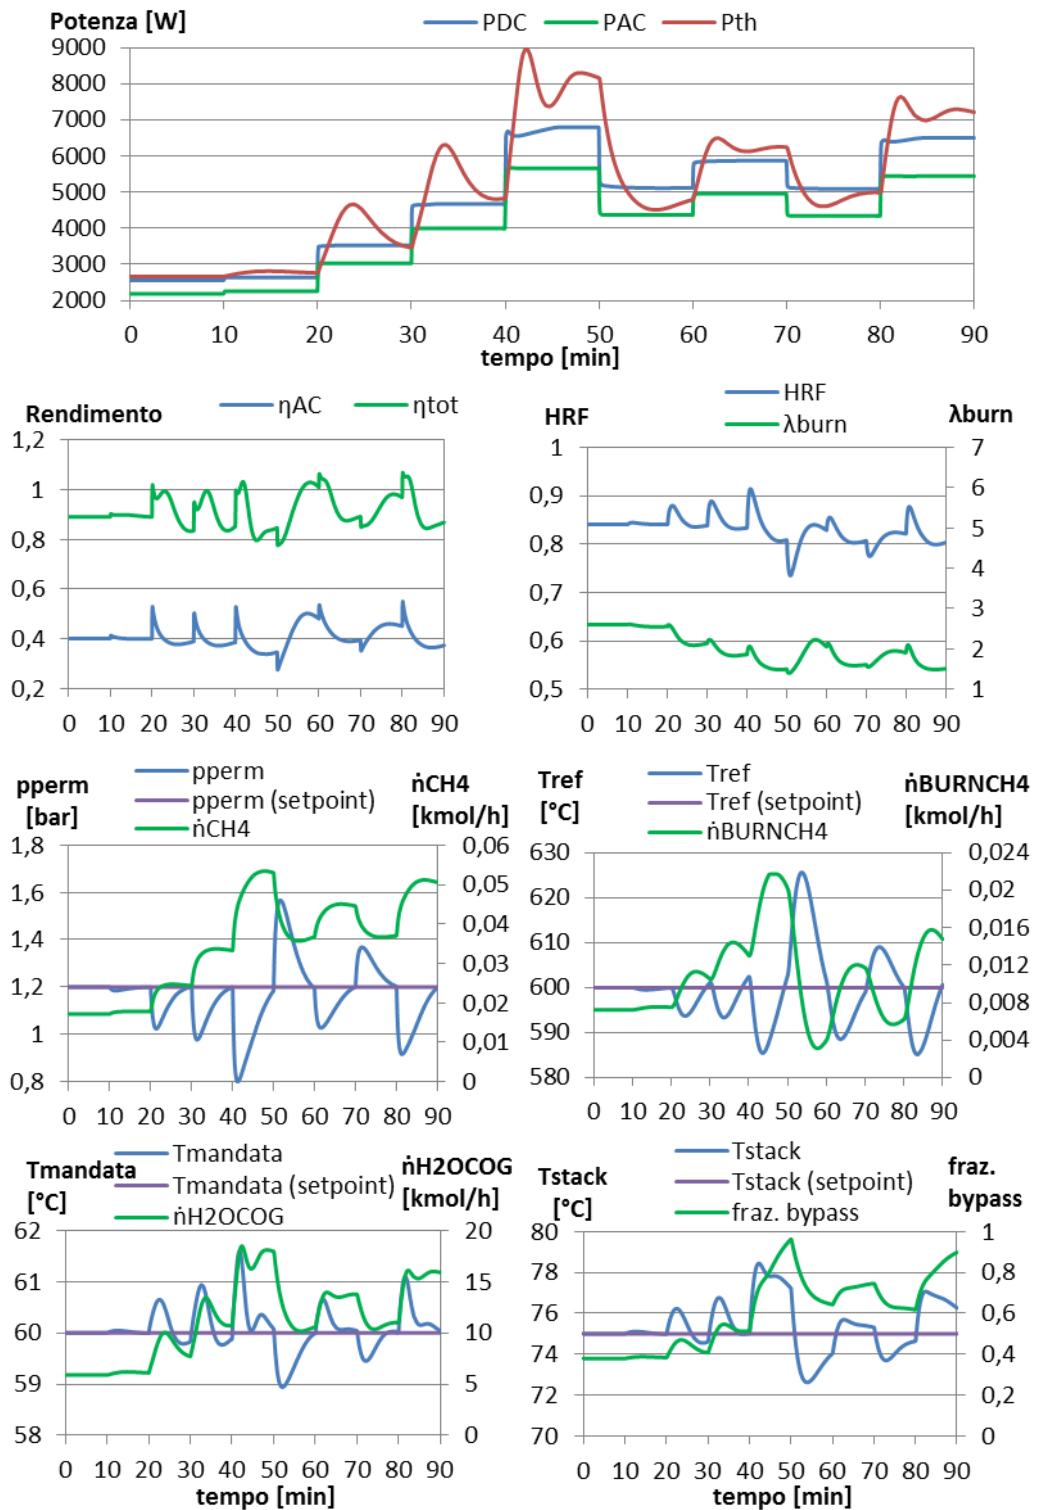 Potenza [W]
PDC PAC Pth
9000
8000
7000
6000
5000
4000
3000
2000
0 10 20 30 40 50 60 70 80 90
tempo [min]
Rendimento
ηAC ηtot
1,2
1
0,8
0,6
0,4
0,2
0 10 20 30 40 50 60 70 80 90
HRF
HRF
λburn
λburn
1
0,9
0,8
0,7
0,6
0,5
7
6
5
4
3
2
1
0 10 20 30 40 50 60 70 80 90
pperm
[bar]
pperm
pperm (setpoint)
ṅCH4
ṅCH4
[kmol/h]
1,8
1,6
1,4
1,2
1
0,8
0,06
0,05
0,04
0,03
0,02
0,01
0
0 10 20 30 40 50 60 70 80 90
Tref
[°C]
Tref
Tref (setpoint)
ṅBURNCH4
ṅBURNCH4
[kmol/h]
630
620
610
600
590
580
0,024
0,02
0,016
0,012
0,008
0,004
0
0 10 20 30 40 50 60 70 80 90
Tmandata
[°C]
Tmandata
Tmandata (setpoint)
ṅH2OCOG
ṅH2OCOG
[kmol/h]
62
61
60
59
58
20
15
10
5
0
0 10 20 30 40 50 60 70 80 90
tempo [min]
Tstack
[°C]
Tstack
Tstack (setpoint)
fraz. bypass
fraz.
bypass
80
78
76
74
72
70
1
0,8
0,6
0,4
0,2
0
0 10 20 30 40 50 60 70 80 90
tempo [min]